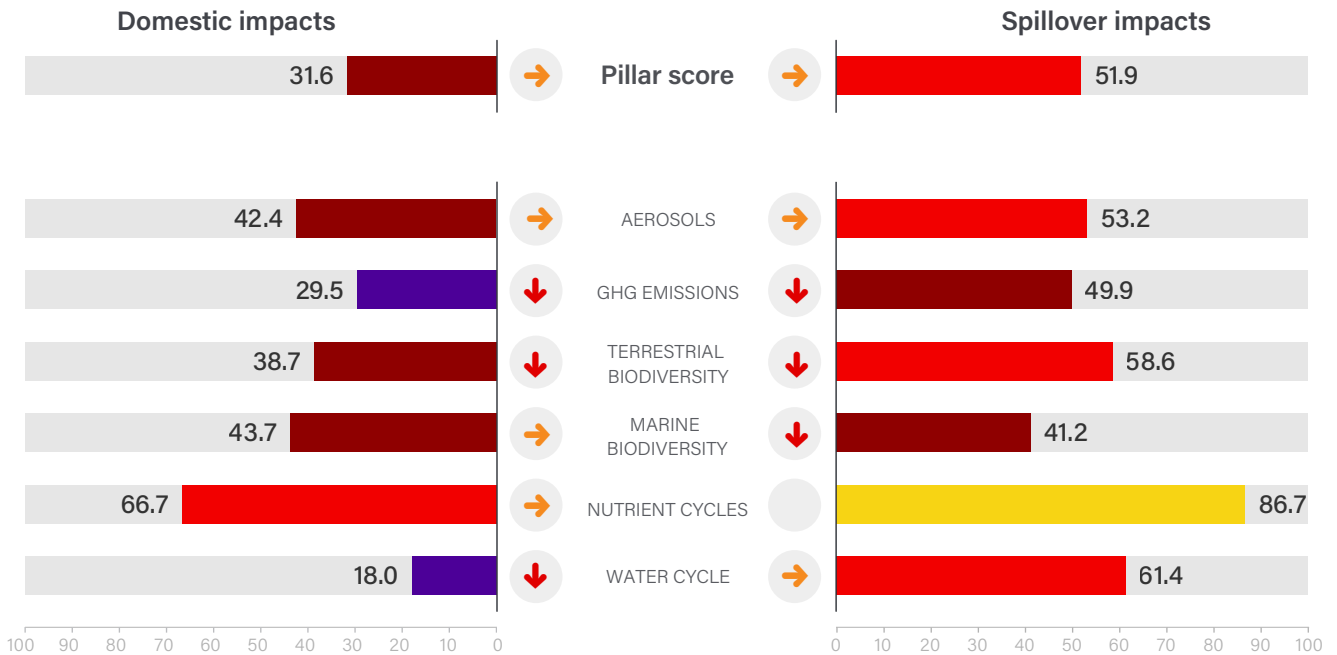 Domestic impacts
Spillover impacts
31.6
Pillar score
51.9
42.4
AEROSOLS
53.2
29.5
GHG EMISSIONS
49.9
38.7
TERRESTRIAL
BIODIVERSITY
58.6
43.7
MARINE
BIODIVERSITY
41.2
66.7
NUTRIENT CYCLES
86.7
18.0
WATER CYCLE
61.4
100 90 80 70 60 50 40 30 20 10 0
0 10 20 30 40 50 60 70 80 90 100